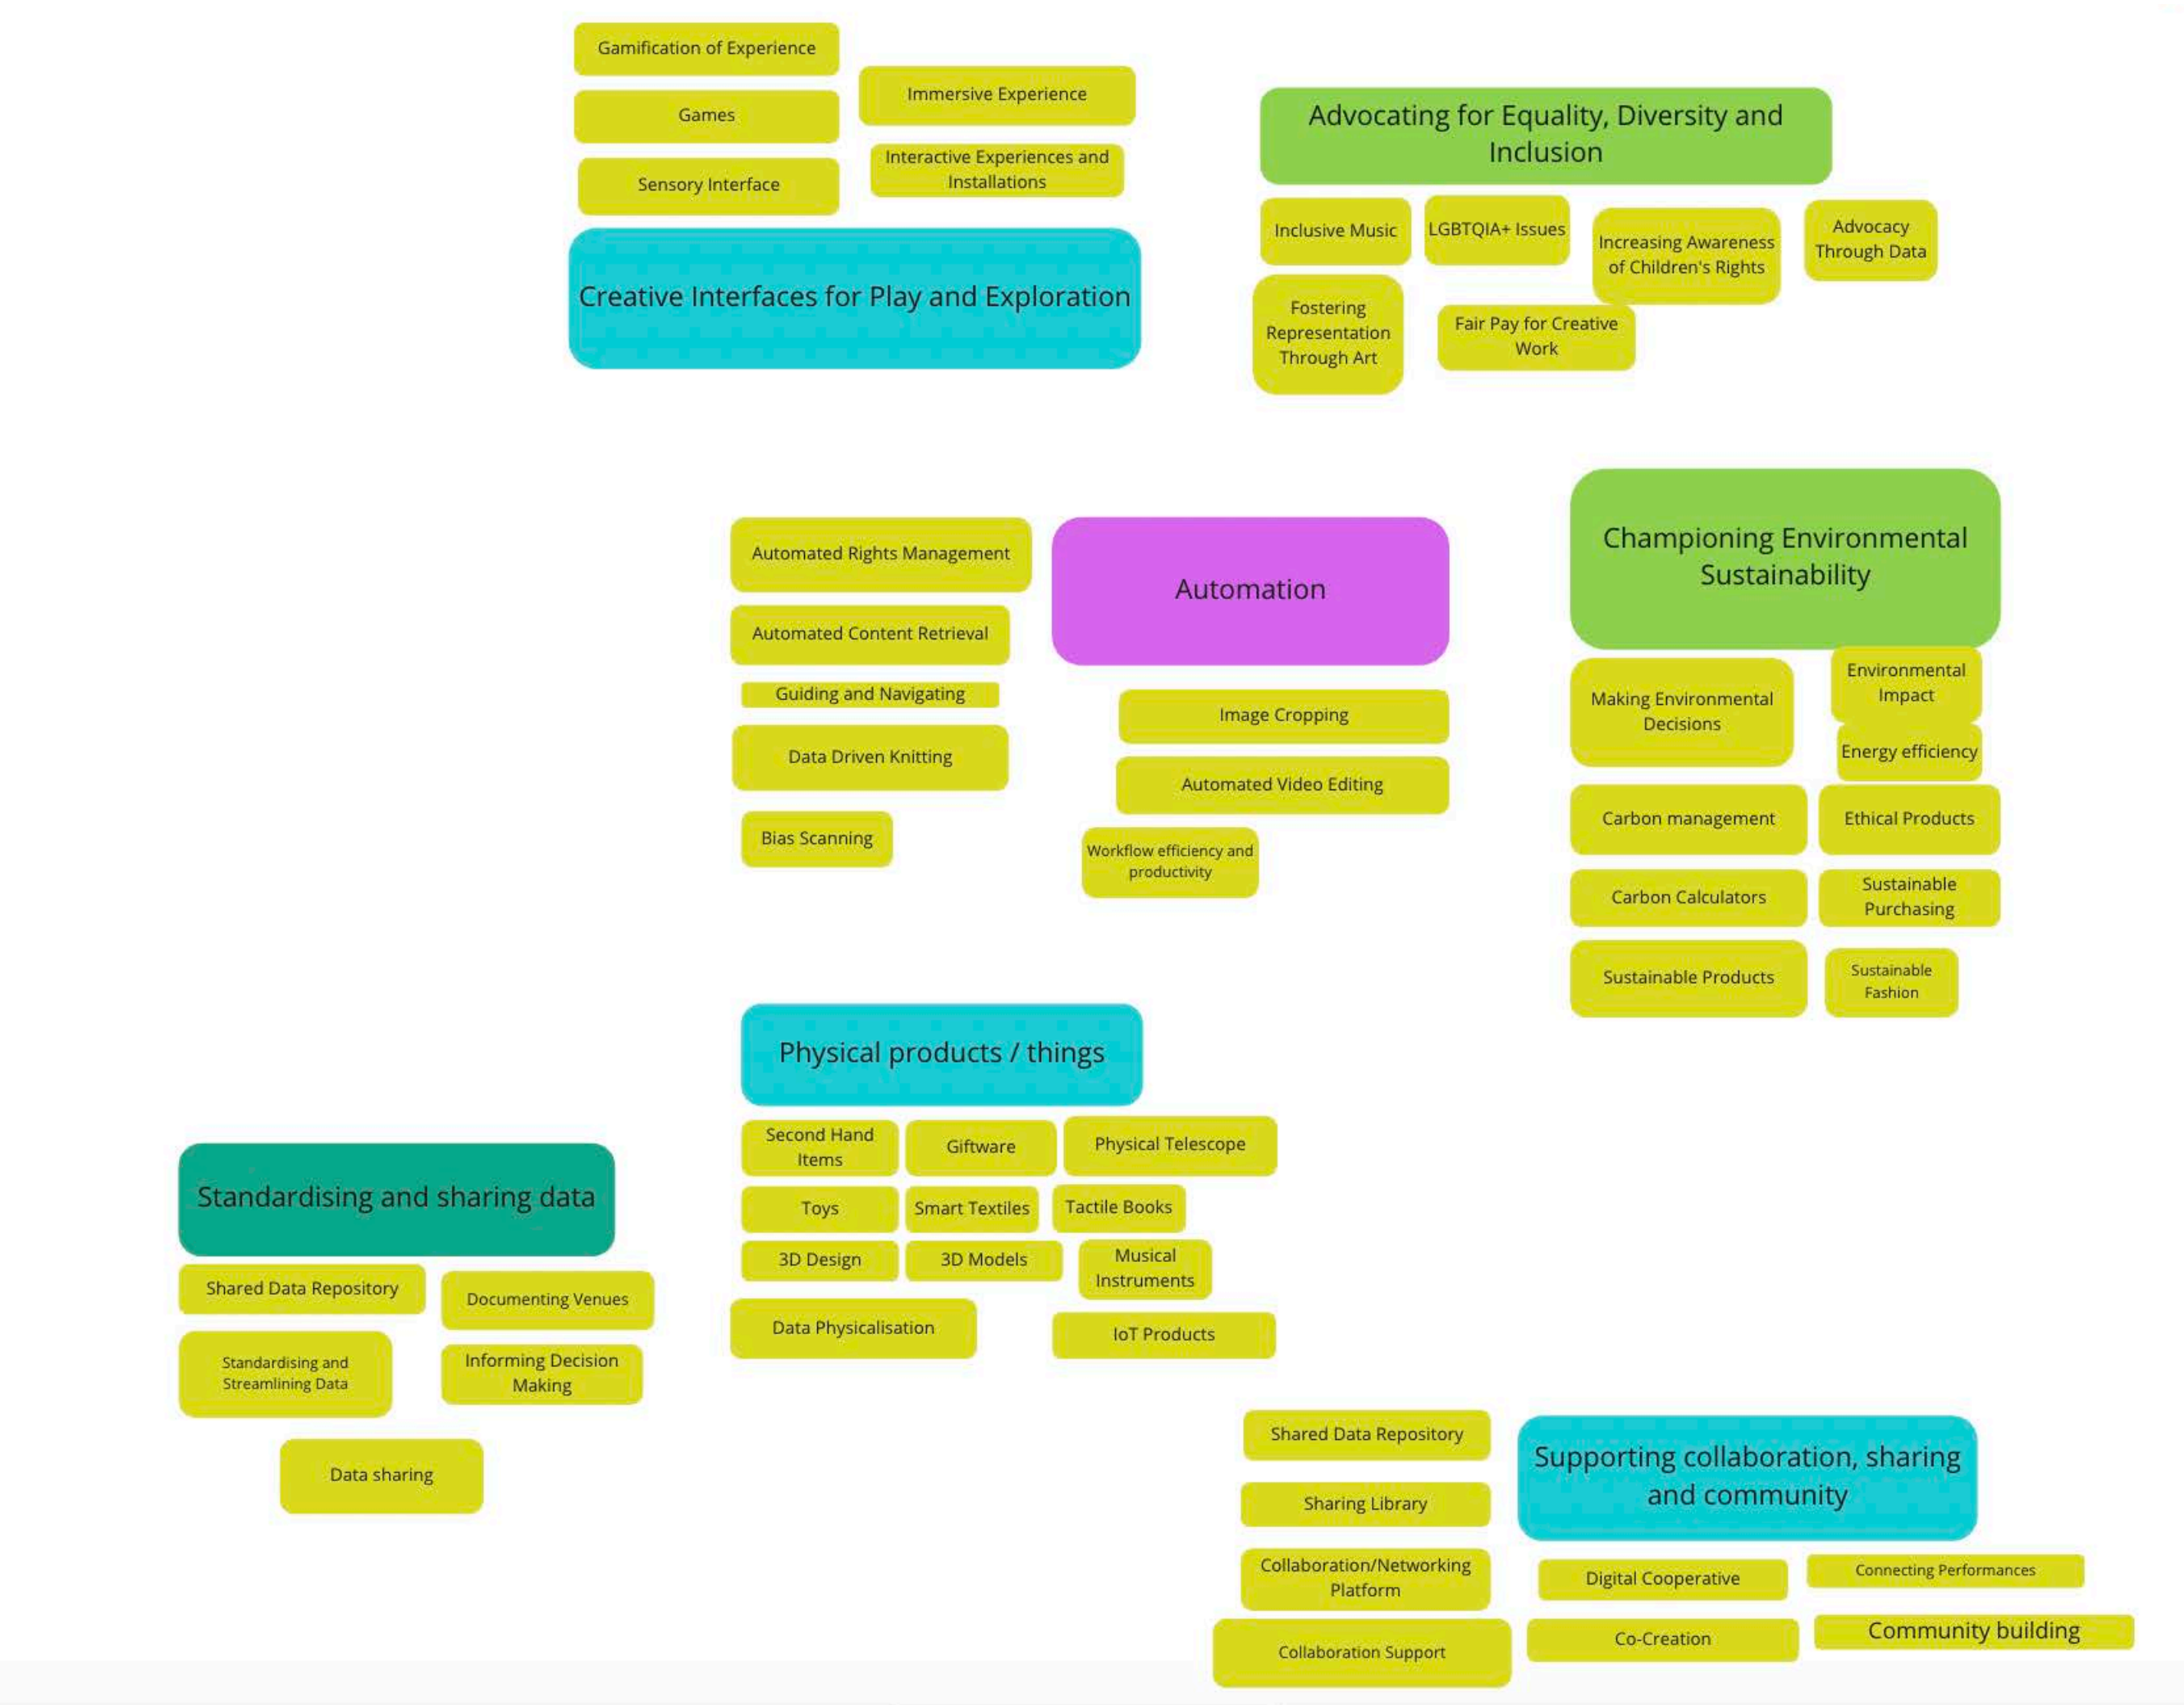 Gamification of Experience
Games
Sensory Interface
Immersive Experience
Interactive Experiences and
Installations
Creative Interfaces for Play and Exploration
Advocating for Equality, Diversity and
Inclusion
Inclusive Music
LGBTQIA+ Issues
Increasing Awareness
of Children's Rights
Advocacy
Through Data
Fostering
Representation
Through Art
Fair Pay for Creative
Work
Automated Rights Management
Automated Content Retrieval
Guiding and Navigating
Data Driven Knitting
Bias Scanning
Automation
Image Cropping
Automated Video Editing
Workflow efficiency and
productivity
Championing Environmental
Sustainability
Making Environmental
Decisions
Environmental
Impact
Energy efficiency
Carbon management
Ethical Products
Carbon Calculators
Sustainable
Purchasing
Sustainable Products
Sustainable
Fashion
Physical products / things
Second Hand
Items
Giftware
Physical Telescope
Toys
Smart Textiles
Tactile Books
3D Design
3D Models
Musical
Instruments
Data Physicalisation
IoT Products
Standardising and sharing data
Shared Data Repository
Documenting Venues
Standardising and
Streamlining Data
Informing Decision
Making
Data sharing
Shared Data Repository
Sharing Library
Collaboration/Networking
Platform
Collaboration Support
Supporting collaboration, sharing
and community
Digital Cooperative
Connecting Performances
Co-Creation
Community building